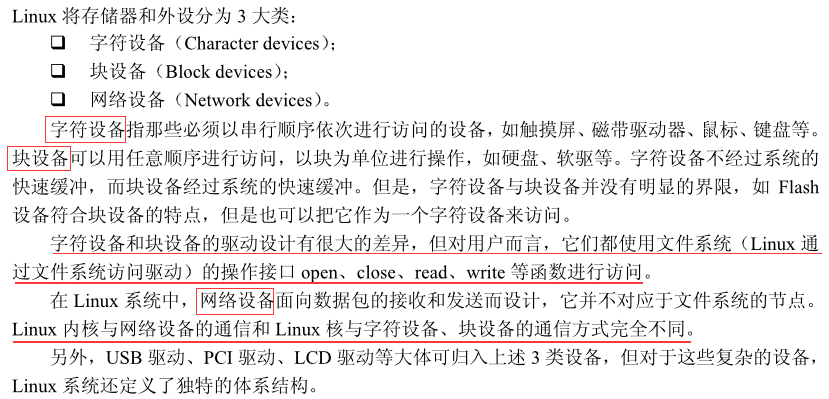 Linux 将存储器和外设分为 3 大类：
❑ 字符设备（Character devices）；
❑ 块设备（Block devices）；
❑ 网络设备（Network devices）。
字符设备指那些必须以串行顺序依次进行访问的设备，如触摸屏、磁带驱动器、鼠标、键盘等。
块设备可以用任意顺序进行访问，以块为单位进行操作，如硬盘、软驱等。字符设备不经过系统的
快速缓冲，而块设备经过系统的快速缓冲。但是，字符设备与块设备并没有明显的界限，如 Flash
设备符合块设备的特点，但是也可以把它作为一个字符设备来访问。
字符设备和块设备的驱动设计有很大的差异，但对用户而言，它们都使用文件系统（Linux 通
过文件系统访问驱动）的操作接口 open、close、read、write 等函数进行访问。
在 Linux 系统中，网络设备面向数据包的接收和发送而设计，它并不对应于文件系统的节点。
Linux 内核与网络设备的通信和 Linux 核与字符设备、块设备的通信方式完全不同。
另外，USB 驱动、PCI 驱动、LCD 驱动等大体可归入上述 3 类设备，但对于这些复杂的设备，
Linux 系统还定义了独特的体系结构。